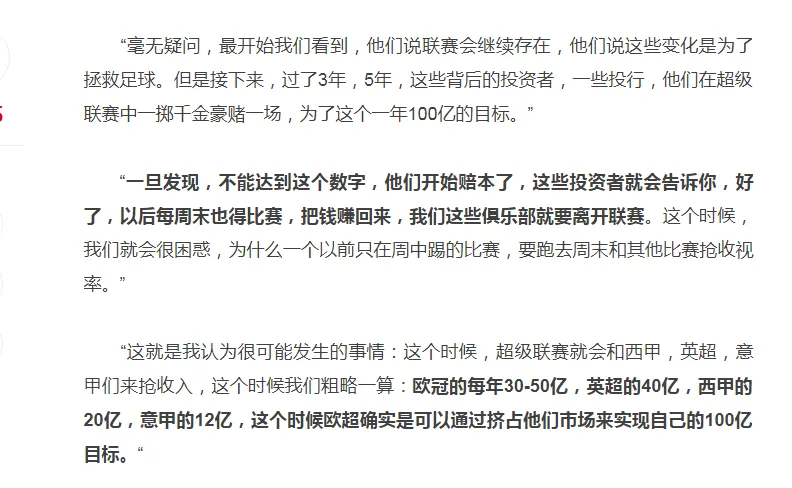 “毫无疑问，最开始我们看到，他们说联赛会继续存在，他们说这些变化是为了
拯救足球。但是接下来，过了3年，5年，这些背后的投资者，一些投行，他们在超级
联赛中一掷千金豪赌一场，为了这个一年100亿的目标。”
“一旦发现，不能达到这个数字，他们开始赔本了，这些投资者就会告诉你，好
了，以后每周末也得比赛，把钱赚回来，我们这些俱乐部就要离开联赛。这个时候，
我们就会很困惑，为什么一个以前只在周中踢的比赛，要跑去周末和其他比赛抢收视
率。”
“这就是我认为很可能发生的事情：这个时候，超级联赛就会和西甲，英超，意
甲们来抢收入，这个时候我们粗略一算：欧冠的每年30-50亿，英超的40亿，西甲的
20亿，意甲的12亿，这个时候欧超确实是可以通过挤占他们市场来实现自己的100亿
目标。“